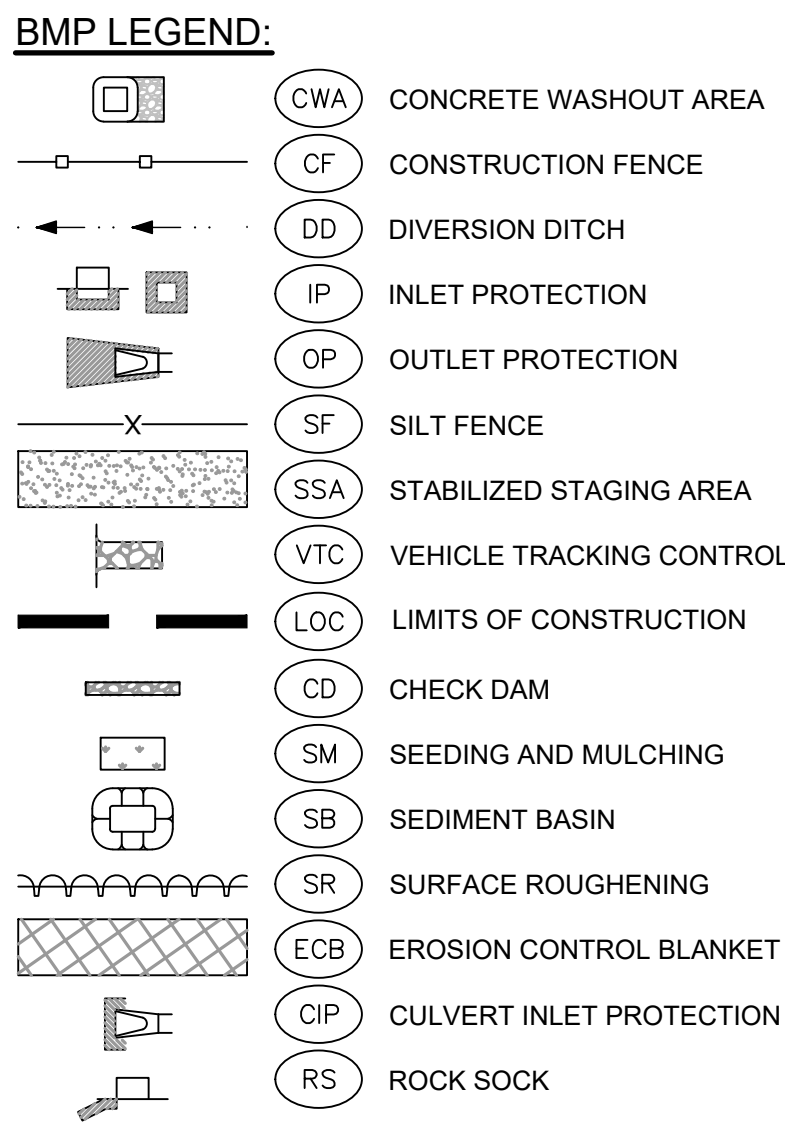 BMP LEGEND:
CWA CONCRETE WASHOUT AREA
CF CONSTRUCTION FENCE
DD DIVERSION DITCH
IP INLET PROTECTION
OP OUTLET PROTECTION
X SF SILT FENCE
SSA STABILIZED STAGING AREA
VTC VEHICLE TRACKING CONTROL
LOC LIMITS OF CONSTRUCTION
CD CHECK DAM
SM SEEDING AND MULCHING
SB SEDIMENT BASIN
SR SURFACE ROUGHENING
ECB EROSION CONTROL BLANKET
CIP CULVERT INLET PROTECTION
RS ROCK SOCK